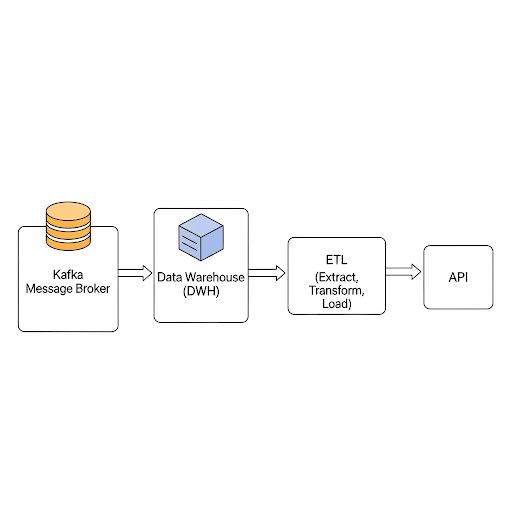 Kafka
Message Broker
Data Warehouse
(DWH)
ETL
(Extract,
Transform,
Load)
API